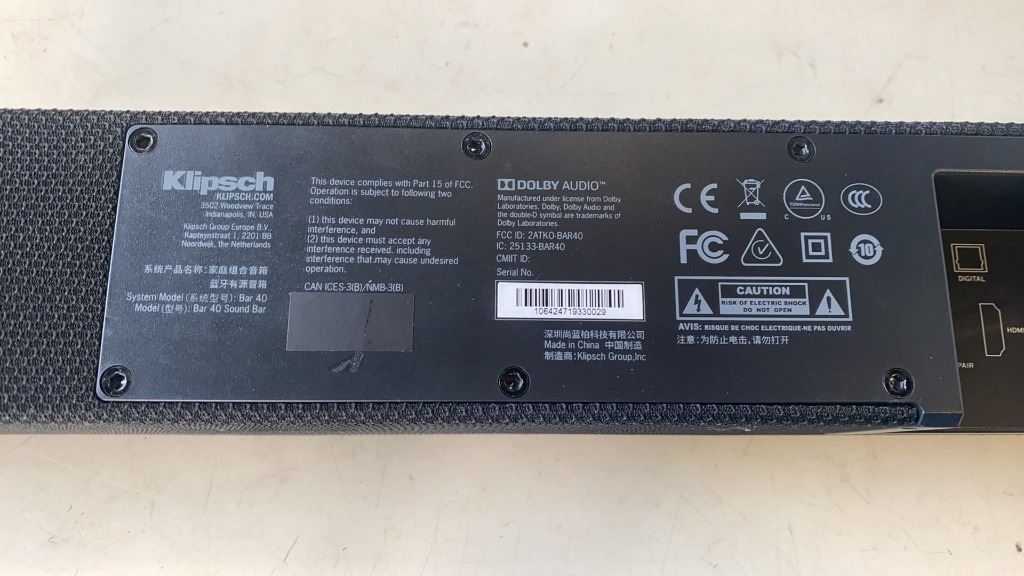 Klipsch
KLIPSCH.COM
3502 Woodview Trace
Indianapolis, IN. USA
Klipsch Group Europe B.V.
Kapteynstraat 1, 2201 BB
Noordwijk, the Netherlands
系统产品名称: 家庭组合音箱
蓝牙有源音箱
System Model (系统型号): Bar 40
Model (型号): Bar 40 Sound Bar
This device complies with Part 15 of FCC.
Operation is subject to following two
conditions:
(1) this device may not cause harmful
interference, and
(2) this device must accept any
interference received. including
interference that may cause undesired
operation.
CAN ICES-3(B)/NMB-3(B)
DOLBY AUDIO™
Manufactured under license from Dolby
Laboratories. Dolby, Dolby Audio and
the double-D symbol are trademarks of
Dolby Laboratories.
FCC ID: 2ATKO-BAR40
IC: 25133-BAR40
CMIIT ID:
Serial No.
106424719330029
深圳尚蓝柏科技有限公司
Made in China 中国制造
制造商: Klipsch Group,Inc
CE
TÜVRheinland
C US
CCC
FC
10
CAUTION
RISK OF ELECTRIC SHOCK
DO NOT OPEN
AVIS: RISQUE DE CHOC ELECTRIQUE-NE PAS OUVRIR
注意: 为防止电击, 请勿打开
DIGITAL
HDMI
PAIR